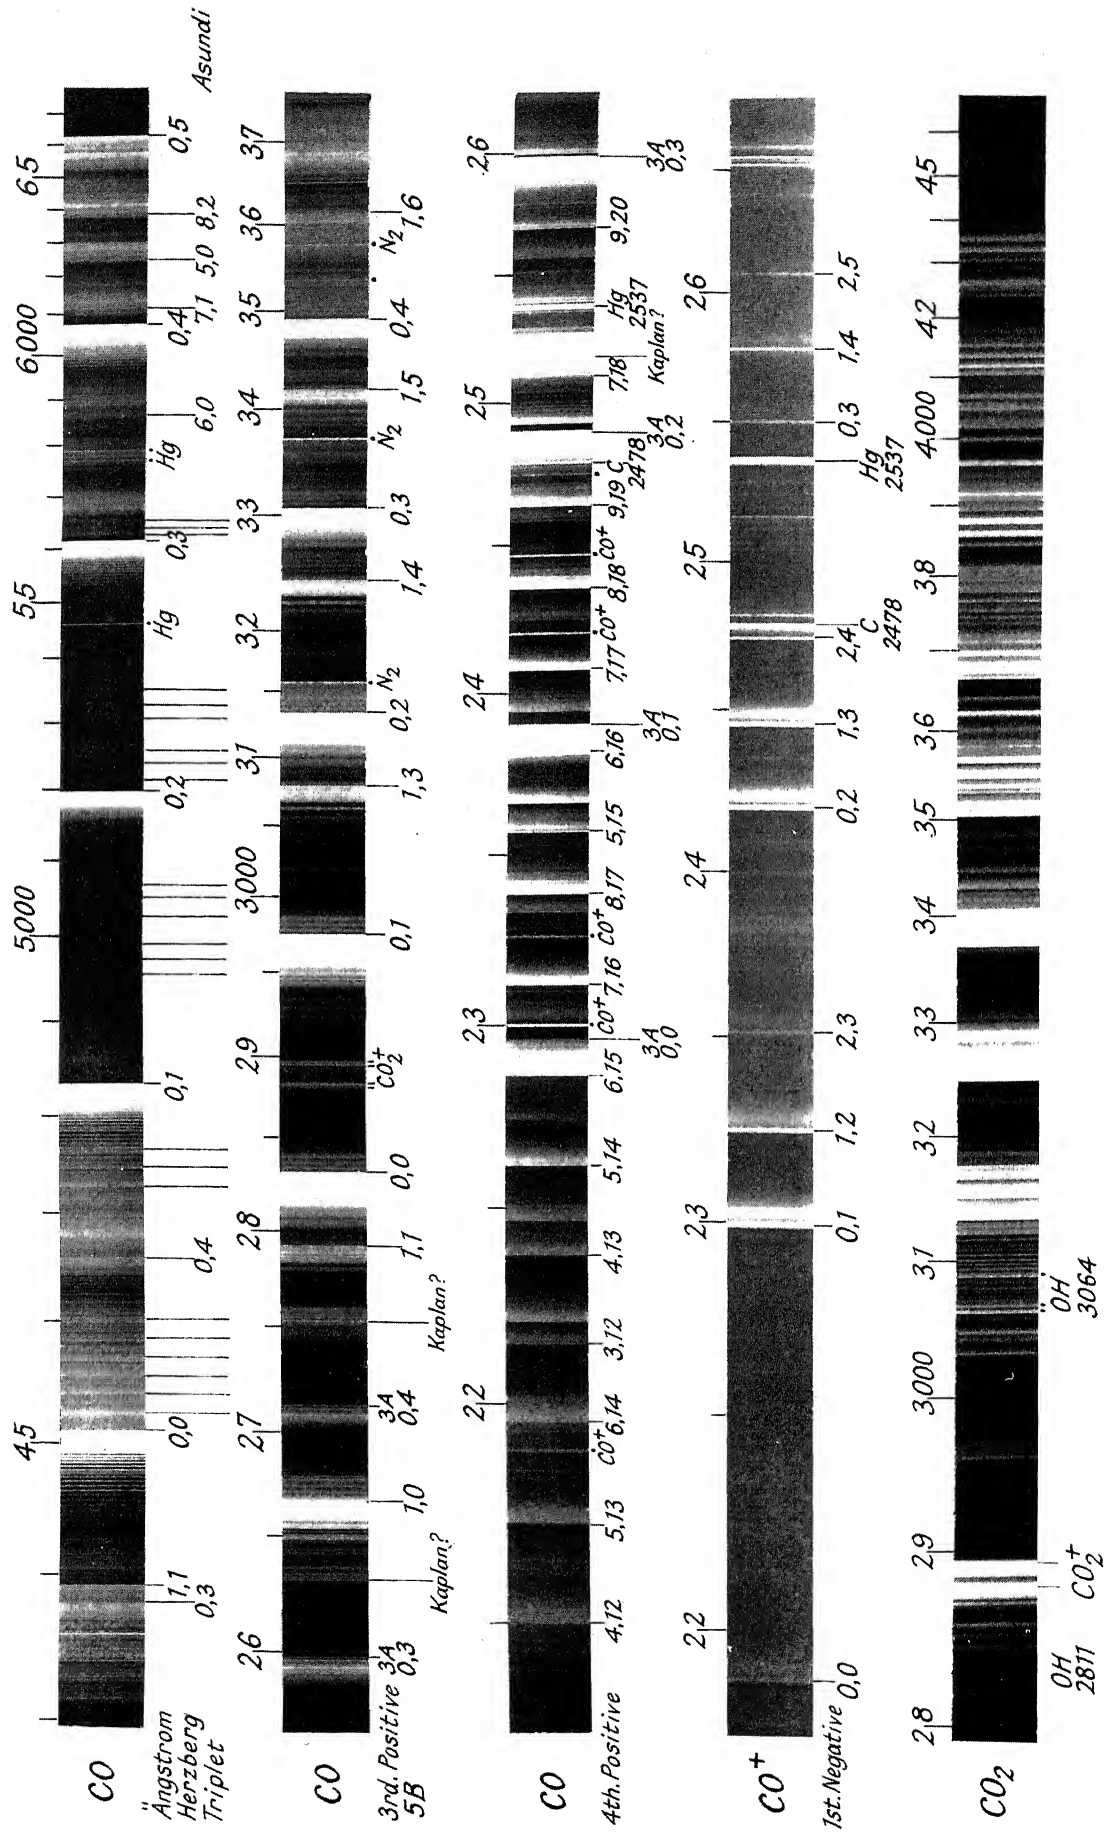 4,5 5,000 5,5 6,000 6,5
CO
Ångstrom 1,1 0,0 0,1 0,2 Hg 0,3 Hg 0,4 0,5
Herzberg 0,3 0,4 6,0 7,1 5,0 8,2 Asundi
Triplet
2,6 2,7 2,8 2,9 3,000 3,1 3,2 3,3 3,4 3,5 3,6 3,7
CO
3rd. Positive 3A 3A 0,0 CO2+ 0,1 0,2 N2 0,3 N2 0,4 N2
5B 0,3 1,0 0,4 1,1 1,3 1,4 1,5 1,6
Kaplan? Kaplan?
2,2 2,3 2,4 2,5 2,6
CO
4th. Positive 4,12 5,13 CO+ 6,14 3,12 4,13 5,14 6,15 CO+ 7,16 CO+ 8,17 5,15 6,16 7,17 CO+ 8,18 CO+ 9,19 C 7,18 Hg 9,20
2478 2537
3A 3A 3A Kaplan? 3A
0,0 0,1 0,2 0,3
2,2 2,3 2,4 2,5 2,6
CO+
1st. Negative 0,0 0,1 1,2 2,3 0,2 1,3 2,4 0,3 1,4 2,5
C Hg
2478 2537
2,8 2,9 3,000 3,1 3,2 3,3 3,4 3,5 3,6 3,8 4,000 4,2 4,5
CO2
OH CO2+ OH
2811 3064